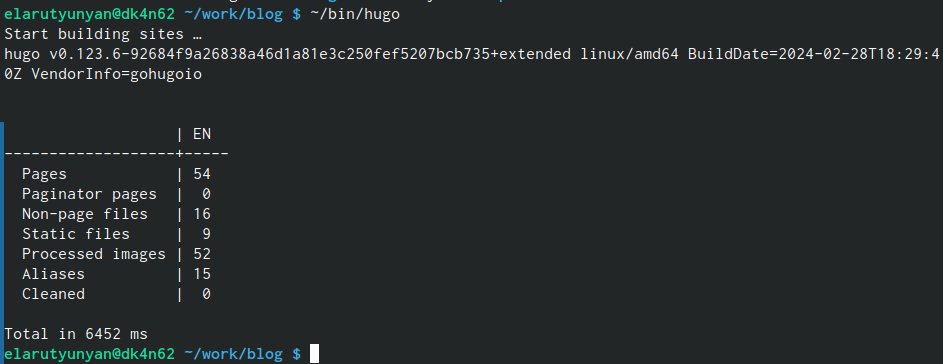 elarutyunyan@dk4n62 ~/work/blog $ ~/bin/hugo
Start building sites …
hugo v0.123.6-92684f9a26838a46d1a81e3c250fef5207bcb735+extended linux/amd64 BuildDate=2024-02-28T18:29:4
0Z VendorInfo=gohugoio
                   | EN
-------------------+-----
  Pages            | 54
  Paginator pages  |  0
  Non-page files   | 16
  Static files     |  9
  Processed images | 52
  Aliases          | 15
  Cleaned          |  0
Total in 6452 ms
elarutyunyan@dk4n62 ~/work/blog $